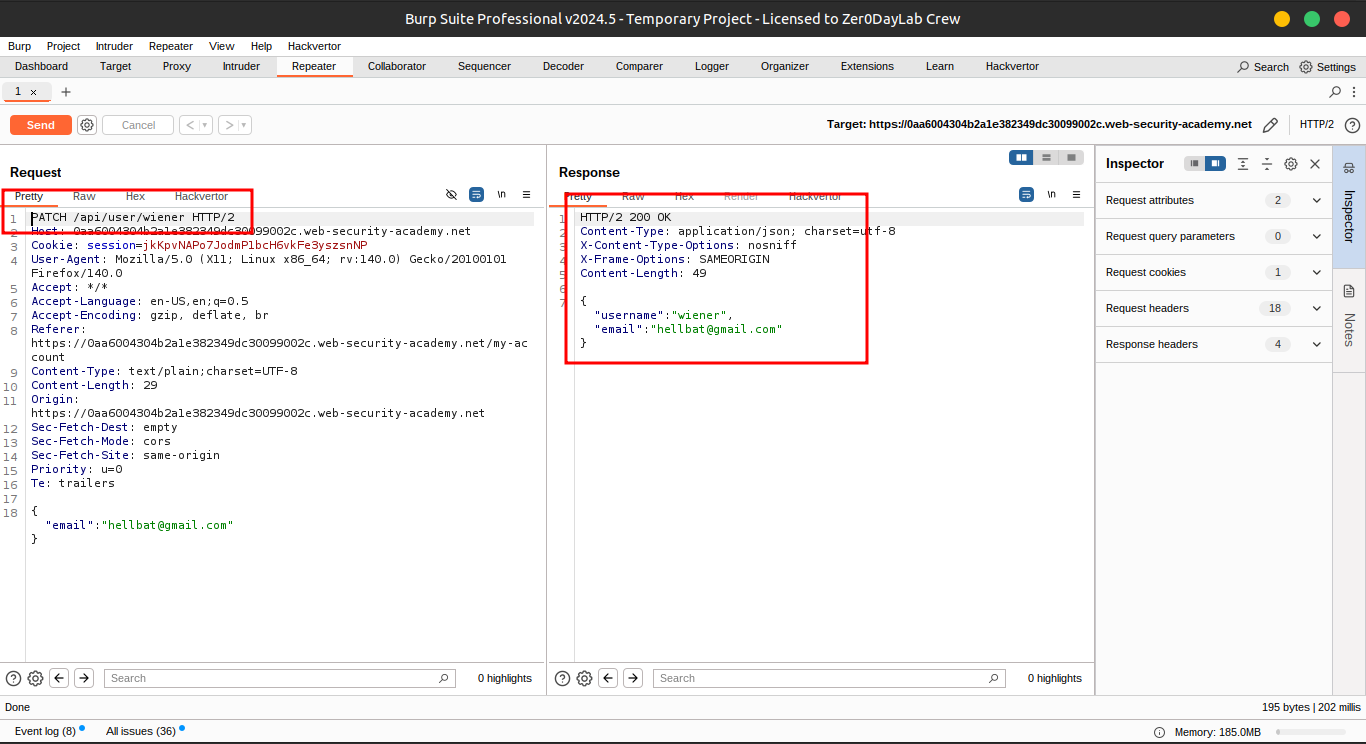 Burp Suite Professional v2024.5 - Temporary Project - Licensed to Zer0DayLab Crew
Burp Project Intruder Repeater View Help Hackvertor
Dashboard Target Proxy Intruder Repeater Collaborator Sequencer Decoder Comparer Logger Organizer Extensions Learn Hackvertor Search Settings
1 × +
Send Cancel < > Target: https://0aa6004304b2a1e382349dc30099002c.web-security-academy.net HTTP/2
Request
Pretty Raw Hex Hackvertor \n
1 PATCH /api/user/wiener HTTP/2
2 Host: 0aa6004304b2a1e382349dc30099002c.web-security-academy.net
3 Cookie: session=jkKpvNAPo7JodmPlbcH6vkFe3yszsnNP
4 User-Agent: Mozilla/5.0 (X11; Linux x86_64; rv:140.0) Gecko/20100101
Firefox/140.0
5 Accept: */*
6 Accept-Language: en-US,en;q=0.5
7 Accept-Encoding: gzip, deflate, br
8 Referer:
https://0aa6004304b2a1e382349dc30099002c.web-security-academy.net/my-ac
count
9 Content-Type: text/plain;charset=UTF-8
10 Content-Length: 29
11 Origin:
https://0aa6004304b2a1e382349dc30099002c.web-security-academy.net
12 Sec-Fetch-Dest: empty
13 Sec-Fetch-Mode: cors
14 Sec-Fetch-Site: same-origin
15 Priority: u=0
16 Te: trailers
17
18 {
"email":"hellbat@gmail.com"
}
Search 0 highlights
Response
Pretty Raw Hex Render Hackvertor \n
1 HTTP/2 200 OK
2 Content-Type: application/json; charset=utf-8
3 X-Content-Type-Options: nosniff
4 X-Frame-Options: SAMEORIGIN
5 Content-Length: 49
6
7 {
"username":"wiener",
"email":"hellbat@gmail.com"
}
Search 0 highlights
Inspector
Request attributes 2
Request query parameters 0
Request cookies 1
Request headers 18
Response headers 4
Inspector
Notes
Done 195 bytes | 202 millis
Event log (8) All issues (36) Memory: 185.0MB